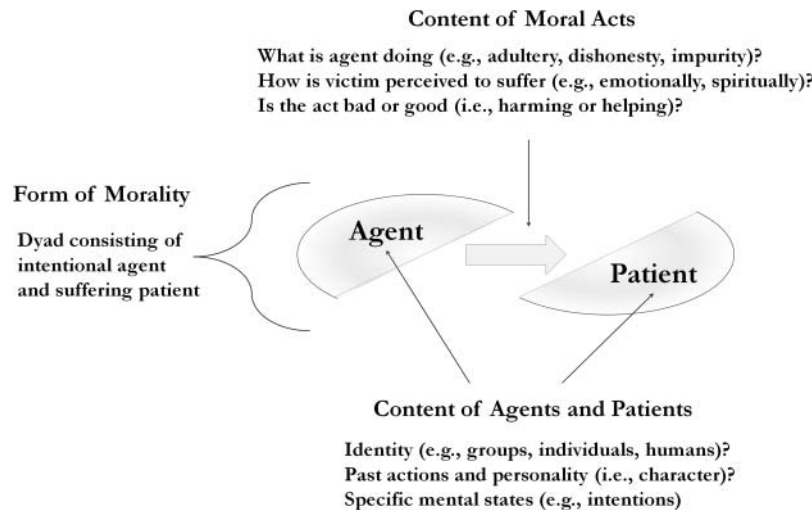 Content of Moral Acts
What is agent doing (e.g., adultery, dishonesty, impurity)?
How is victim perceived to suffer (e.g., emotionally, spiritually)?
Is the act bad or good (i.e., harming or helping)?
Form of Morality
Dyad consisting of
intentional agent
and suffering patient
Agent
Patient
Content of Agents and Patients
Identity (e.g., groups, individuals, humans)?
Past actions and personality (i.e., character)?
Specific mental states (e.g., intentions)